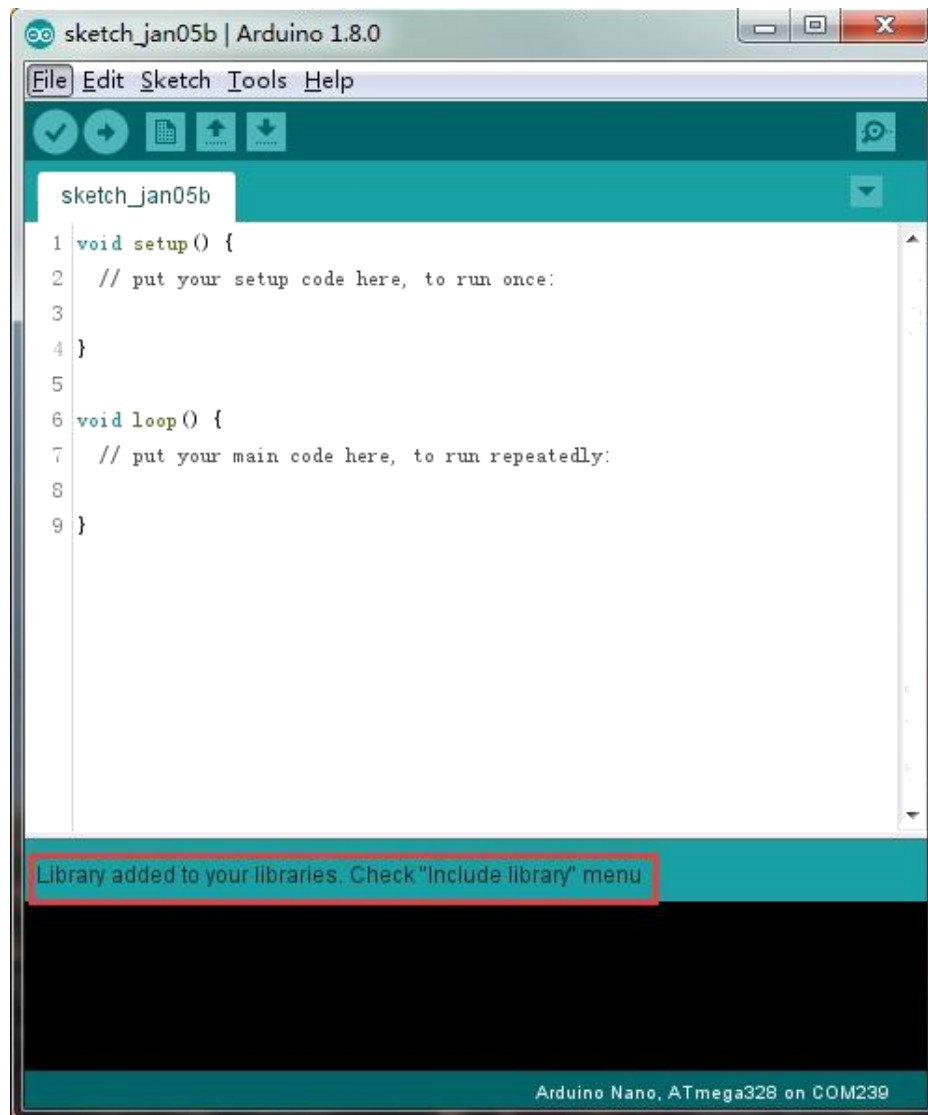 sketch_jan05b | Arduino 1.8.0
File Edit Sketch Tools Help
sketch_jan05b
1 void setup() {
2 // put your setup code here, to run once:
3
4 }
5
6 void loop() {
7 // put your main code here, to run repeatedly:
8
9 }
Library added to your libraries. Check "Include library" menu
Arduino Nano, ATmega328 on COM239